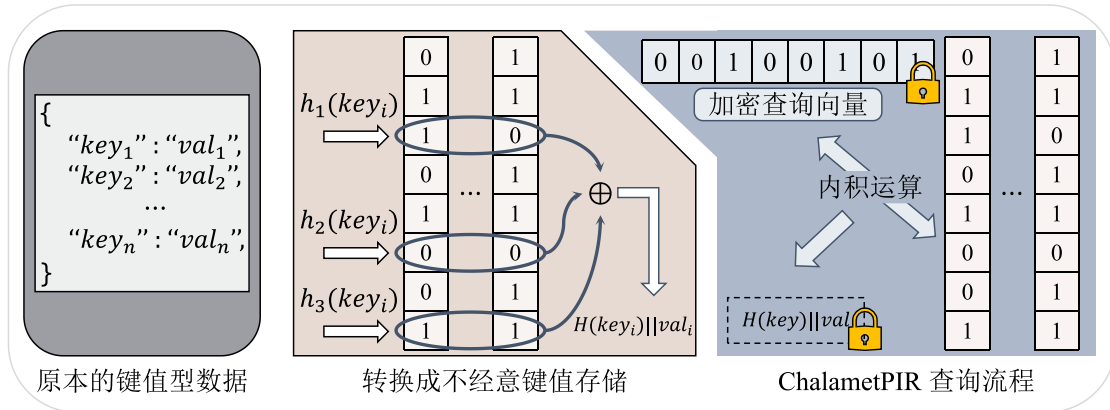 {
“key₁” : “val₁”,
“key₂” : “val₂”,
...
“keyₙ” : “valₙ”,
}
原本的键值型数据
h₁(keyᵢ)
h₂(keyᵢ)
h₃(keyᵢ)
0
1
1
0
1
0
0
1
...
1
1
0
1
1
0
1
1
⊕
H(keyᵢ)||valᵢ
转换成不经意键值存储
0 0 1 0 0 1 0 1
加密查询向量
内积运算
H(key)||val
0
1
1
0
1
0
0
1
...
1
1
0
1
1
0
1
1
ChalametPIR 查询流程